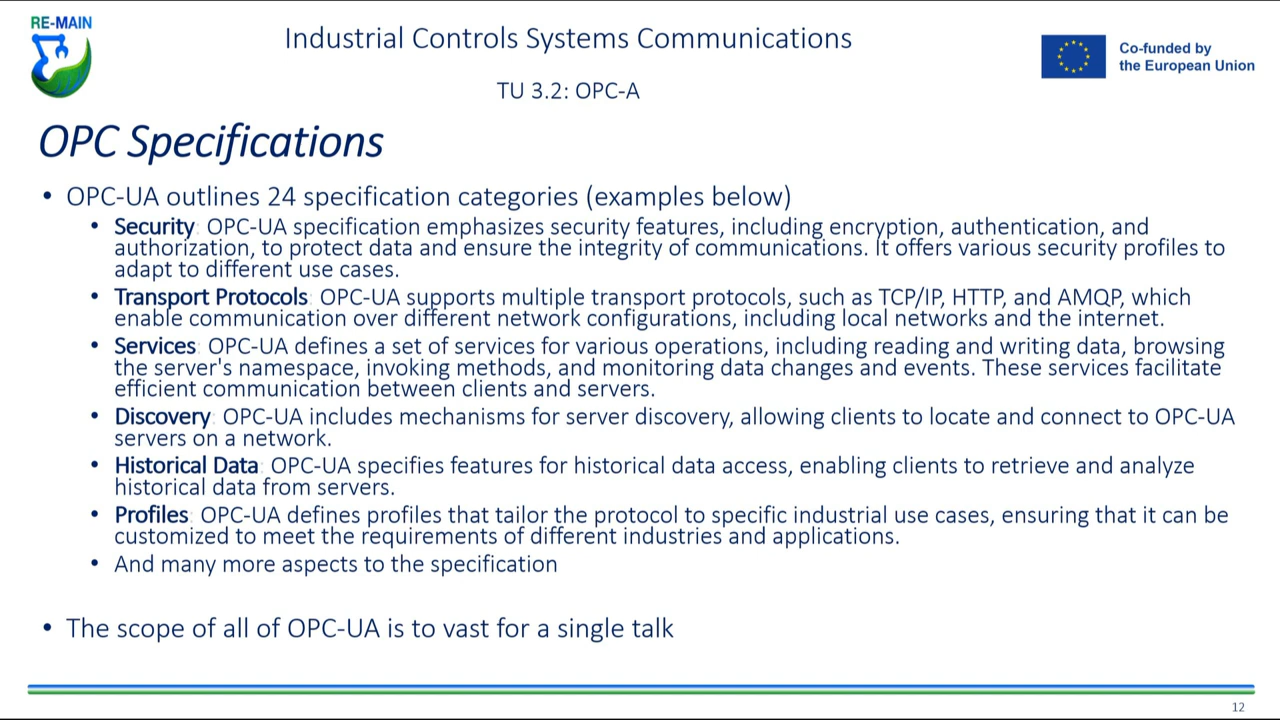 RE-MAIN
Industrial Controls Systems Communications
TU 3.2: OPC-A
Co-funded by
the European Union
OPC Specifications
• OPC-UA outlines 24 specification categories (examples below)
• Security: OPC-UA specification emphasizes security features, including encryption, authentication, and
authorization, to protect data and ensure the integrity of communications. It offers various security profiles to
adapt to different use cases.
• Transport Protocols: OPC-UA supports multiple transport protocols, such as TCP/IP, HTTP, and AMQP, which
enable communication over different network configurations, including local networks and the internet.
• Services: OPC-UA defines a set of services for various operations, including reading and writing data, browsing
the server's namespace, invoking methods, and monitoring data changes and events. These services facilitate
efficient communication between clients and servers.
• Discovery: OPC-UA includes mechanisms for server discovery, allowing clients to locate and connect to OPC-UA
servers on a network.
• Historical Data: OPC-UA specifies features for historical data access, enabling clients to retrieve and analyze
historical data from servers.
• Profiles: OPC-UA defines profiles that tailor the protocol to specific industrial use cases, ensuring that it can be
customized to meet the requirements of different industries and applications.
• And many more aspects to the specification
• The scope of all of OPC-UA is to vast for a single talk
12